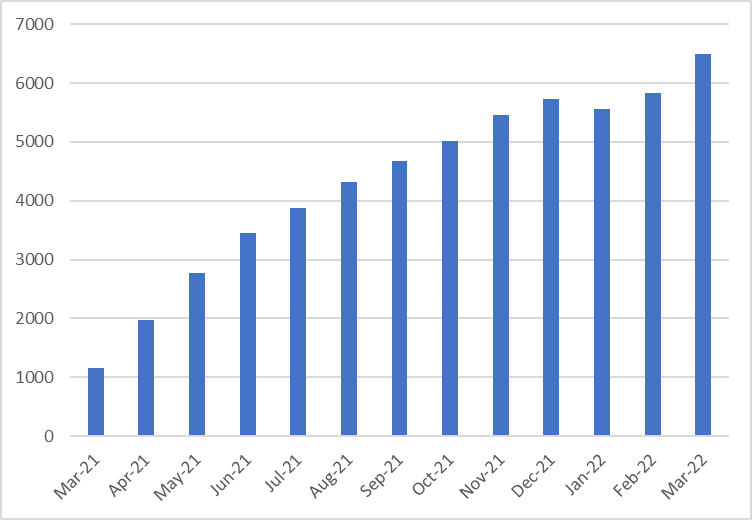 7000
6000
5000
4000
3000
2000
1000
0
Mar-21
Apr-21
May-21
Jun-21
Jul-21
Aug-21
Sep-21
Oct-21
Nov-21
Dec-21
Jan-22
Feb-22
Mar-22